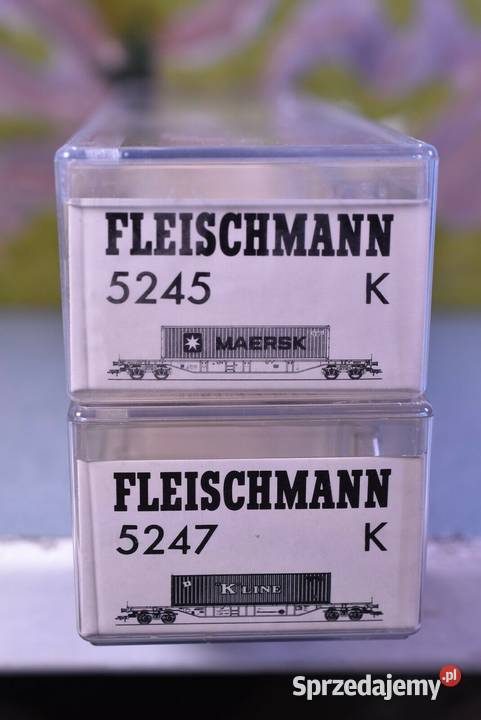 FLEISCHMANN
5245 K
MAERSK
FLEISCHMANN
5247 K
"K" LINE
Sprzedajemy.pl